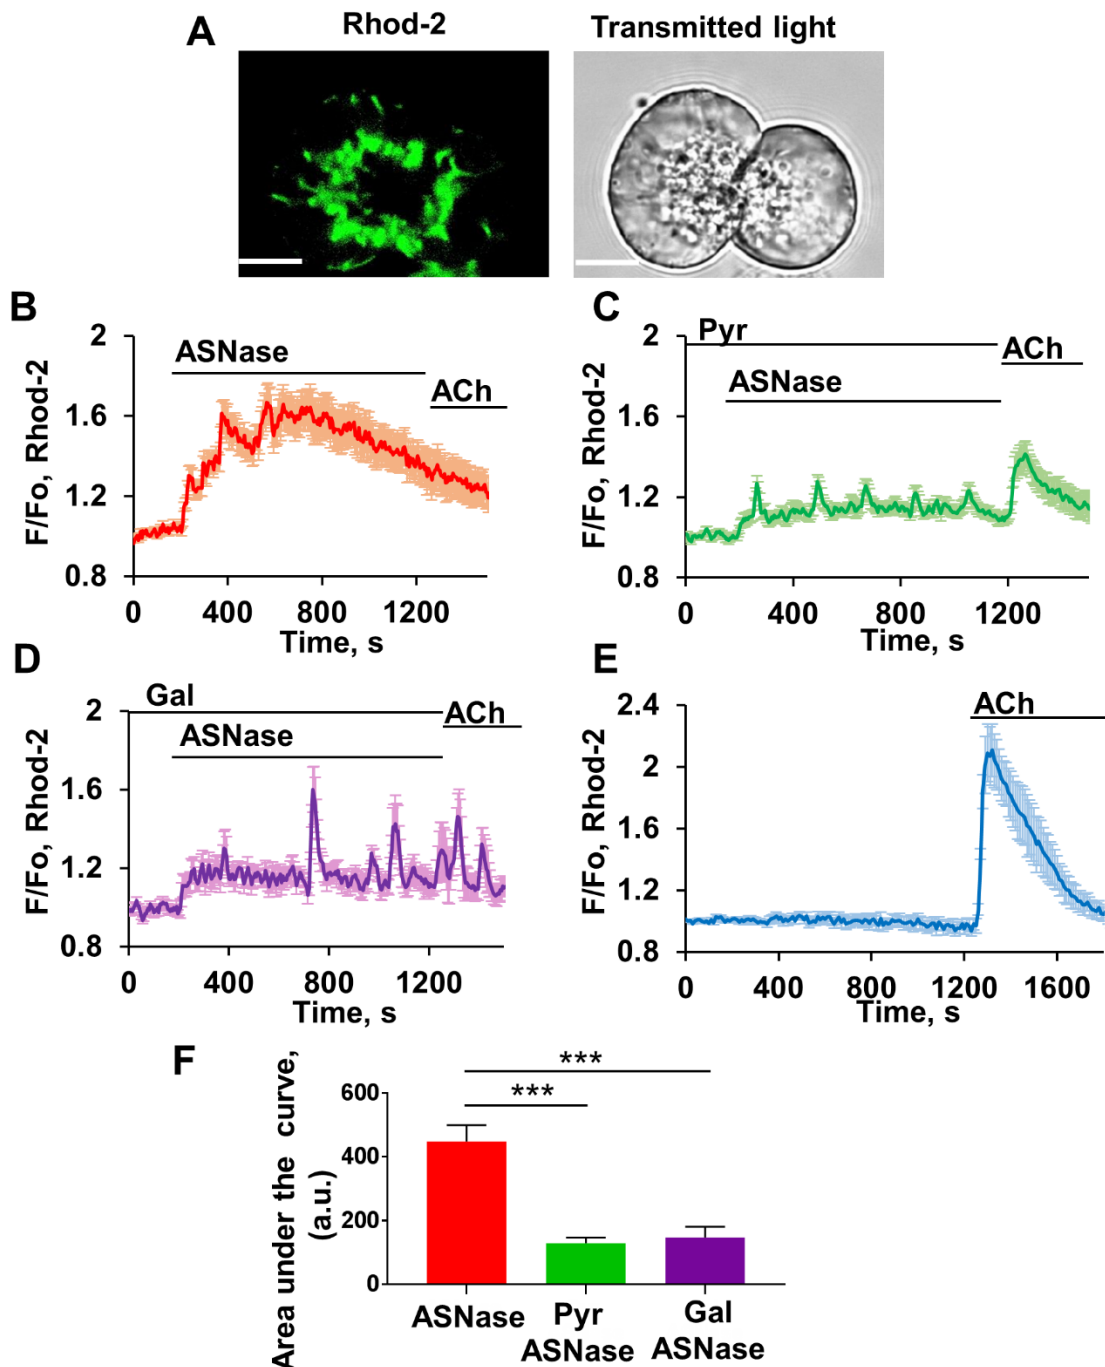 A
Rhod-2
Transmitted light
B
F/Fo, Rhod-2
2
1.6
1.2
0.8
ASNase
ACh
0
400
800
1200
Time, s
C
F/Fo, Rhod-2
2
1.6
1.2
0.8
Pyr
ASNase
ACh
0
400
800
1200
Time, s
D
F/Fo, Rhod-2
2
1.6
1.2
0.8
Gal
ASNase
ACh
0
400
800
1200
Time, s
E
F/Fo, Rhod-2
2.4
2
1.6
1.2
0.8
ACh
0
400
800
1200
1600
Time, s
F
Area under the curve,
(a.u.)
600
400
200
0
***
***
ASNase
Pyr
ASNase
Gal
ASNase